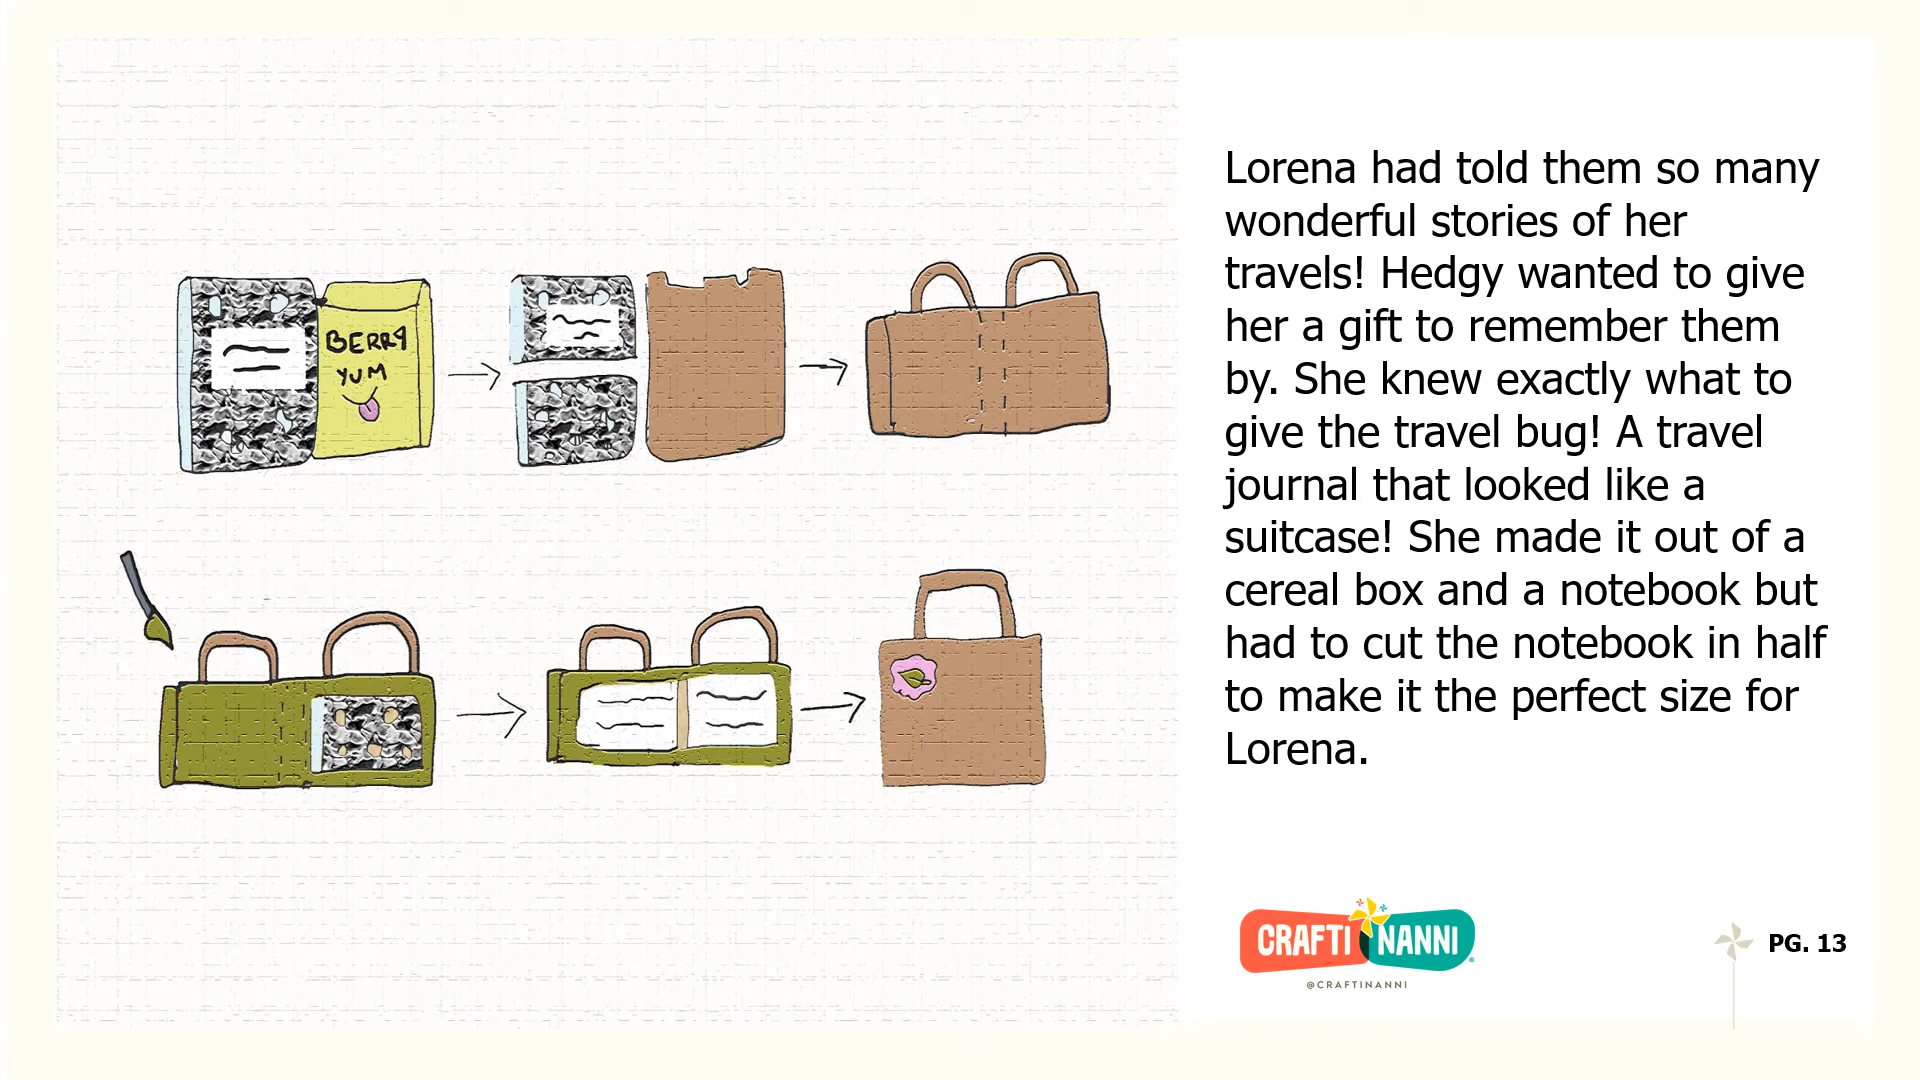 BERRY
YUM
Lorena had told them so many
wonderful stories of her
travels! Hedgy wanted to give
her a gift to remember them
by. She knew exactly what to
give the travel bug! A travel
journal that looked like a
suitcase! She made it out of a
cereal box and a notebook but
had to cut the notebook in half
to make it the perfect size for
Lorena.
CRAFTI NANNI®
@CRAFTINANNI
PG. 13